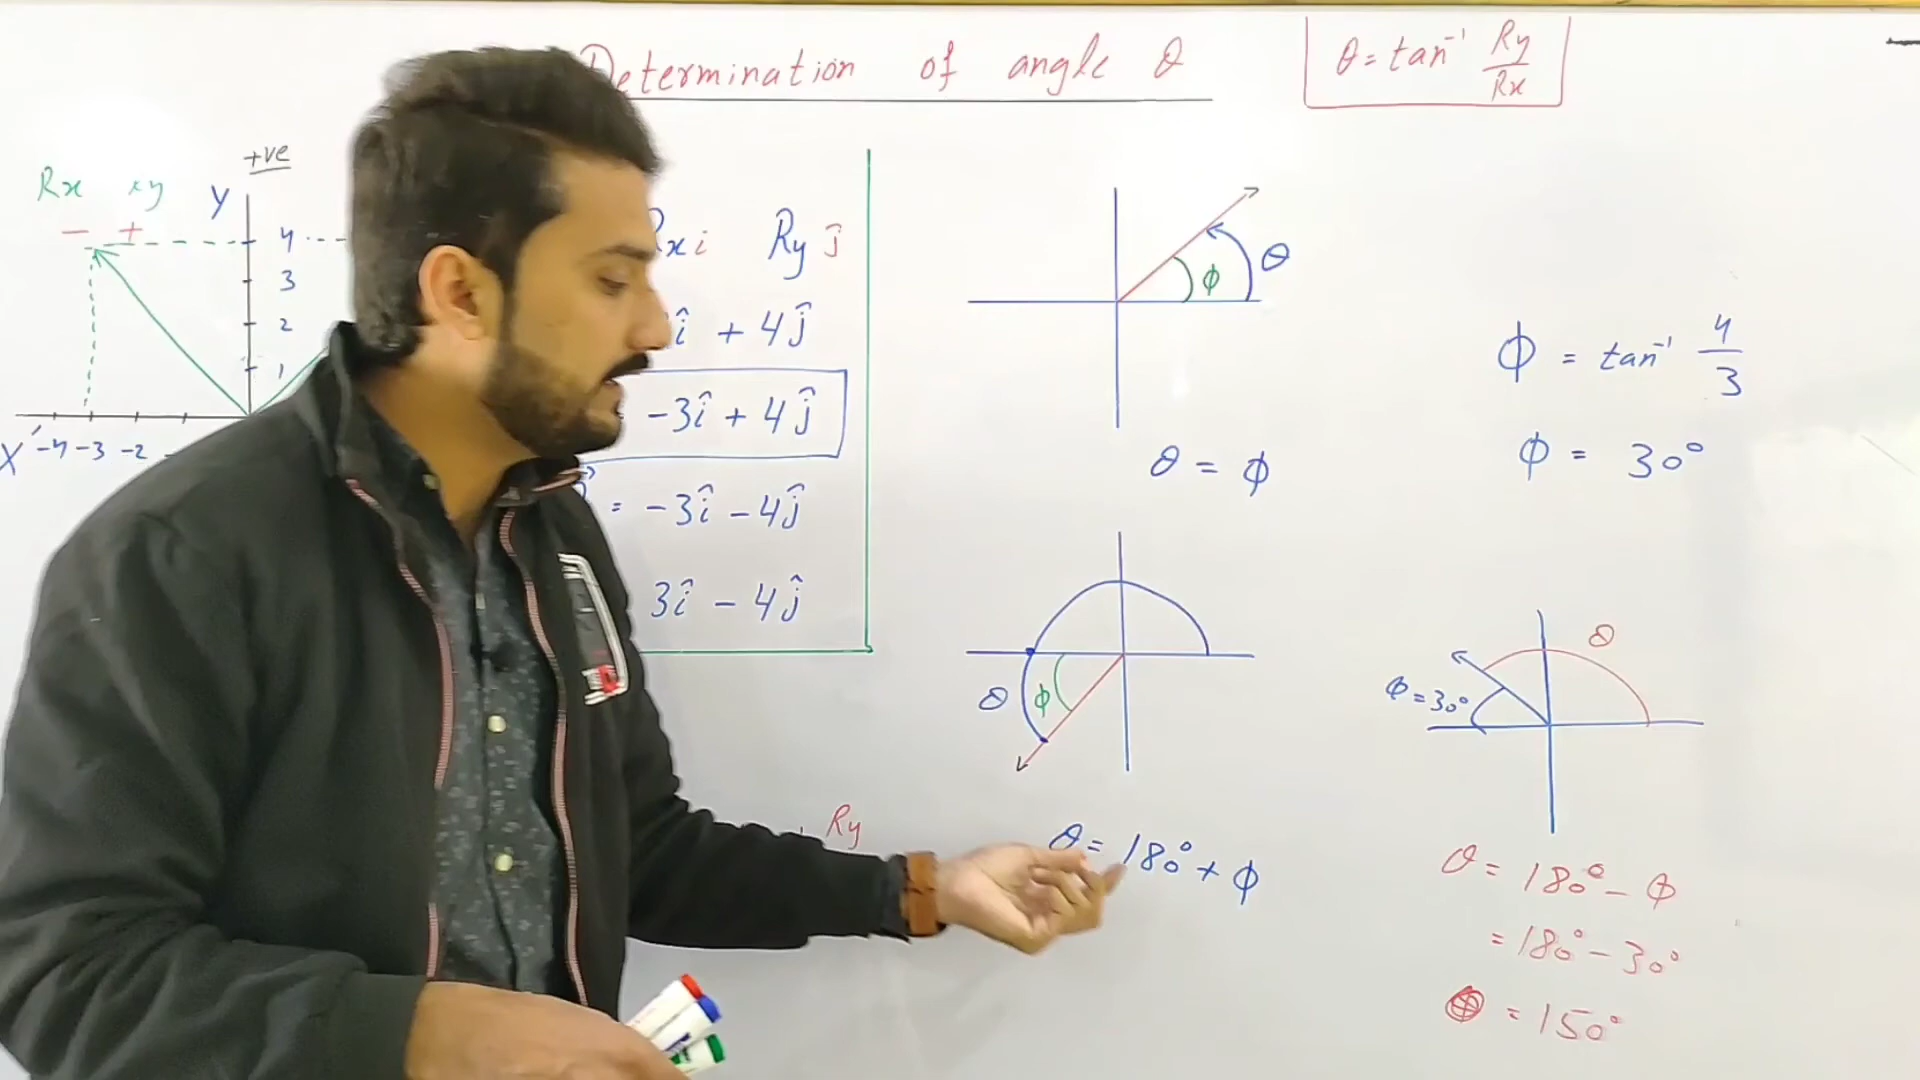 Determination of angle θ
θ = tan⁻¹ Ry/Rx
+ve
Rx xy
− +
Y
4
3
2
1
X′ -4 -3 -2
Rx i Ry j
î + 4ĵ
= -3î + 4ĵ
= -3î - 4ĵ
3î - 4ĵ
Ry
θ
ϕ
θ = ϕ
θ
ϕ
θ = 180° + ϕ
ϕ = tan⁻¹ 4/3
ϕ = 30°
θ
ϕ = 30°
θ = 180° - ϕ
= 180° - 30°
= 150°